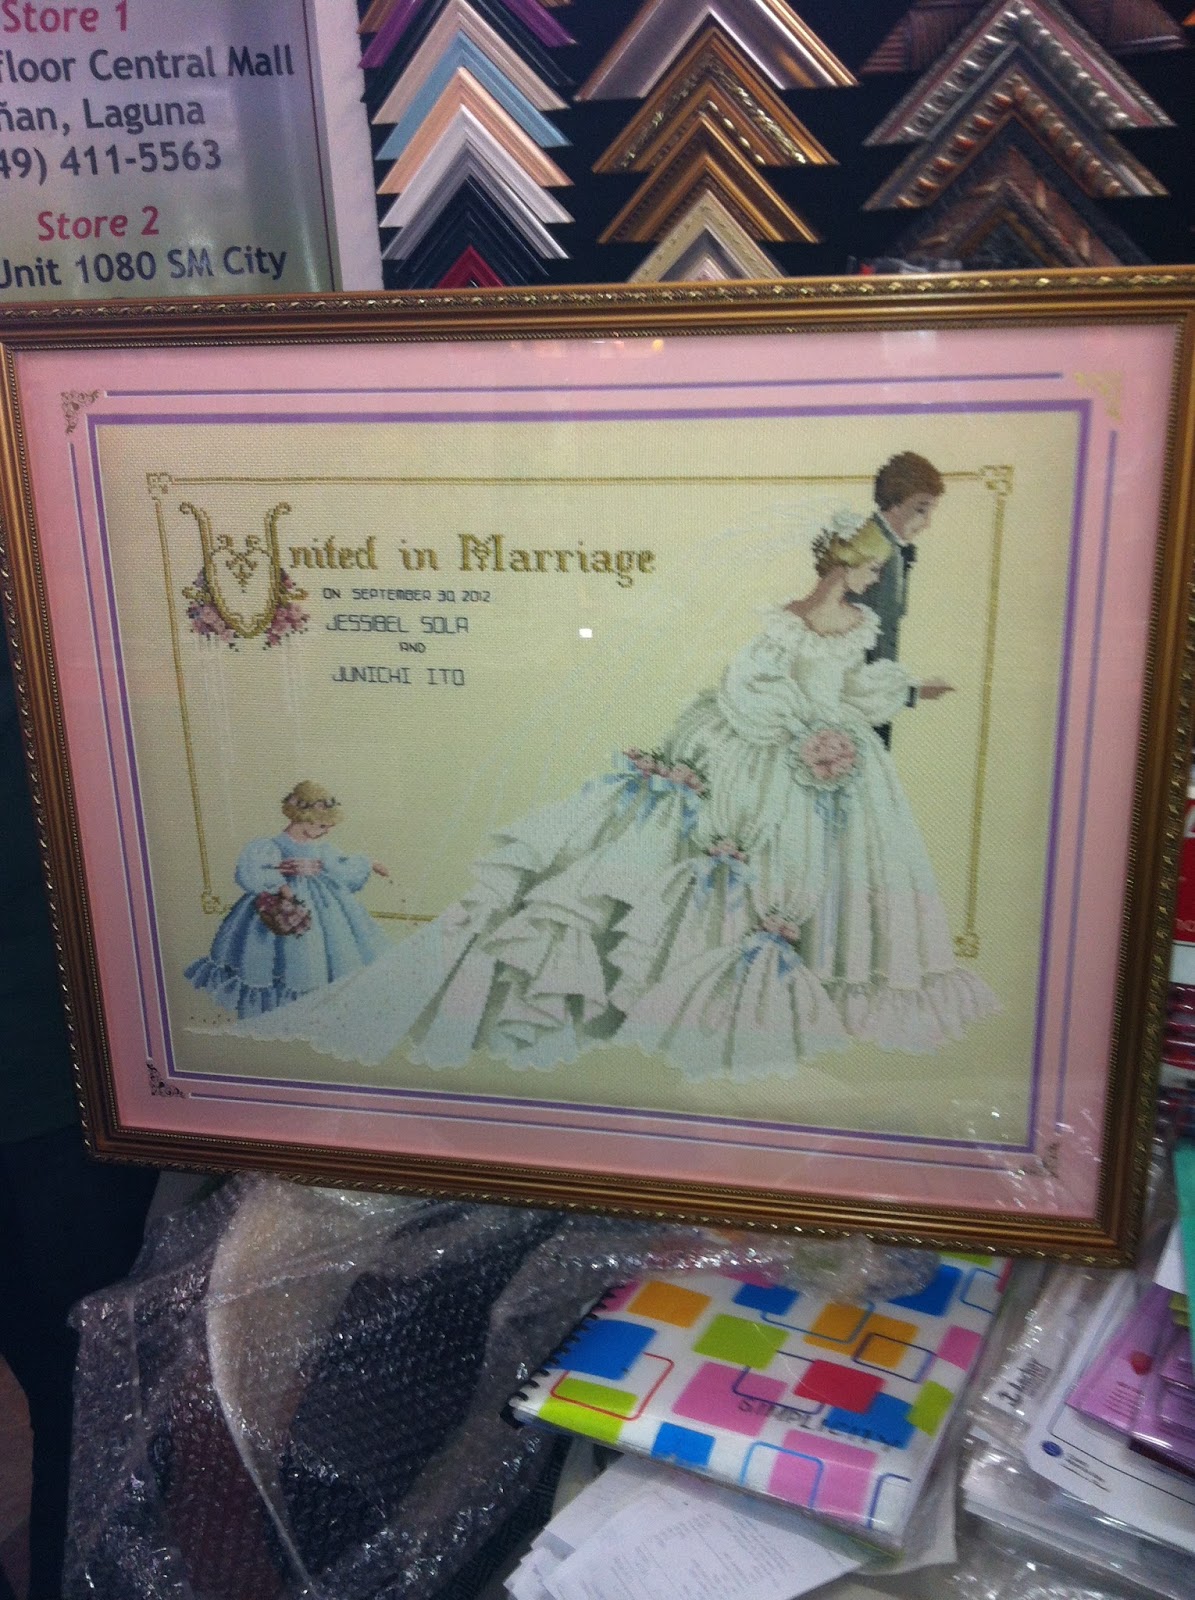 Store 1
floor Central Mall
ñan, Laguna
49) 411-5563
Store 2
Unit 1080 SM City
United in Marriage
ON SEPTEMBER 30, 2012
JESSIBEL SOLA
AND
JUNICHI ITO
SIMPLICITY